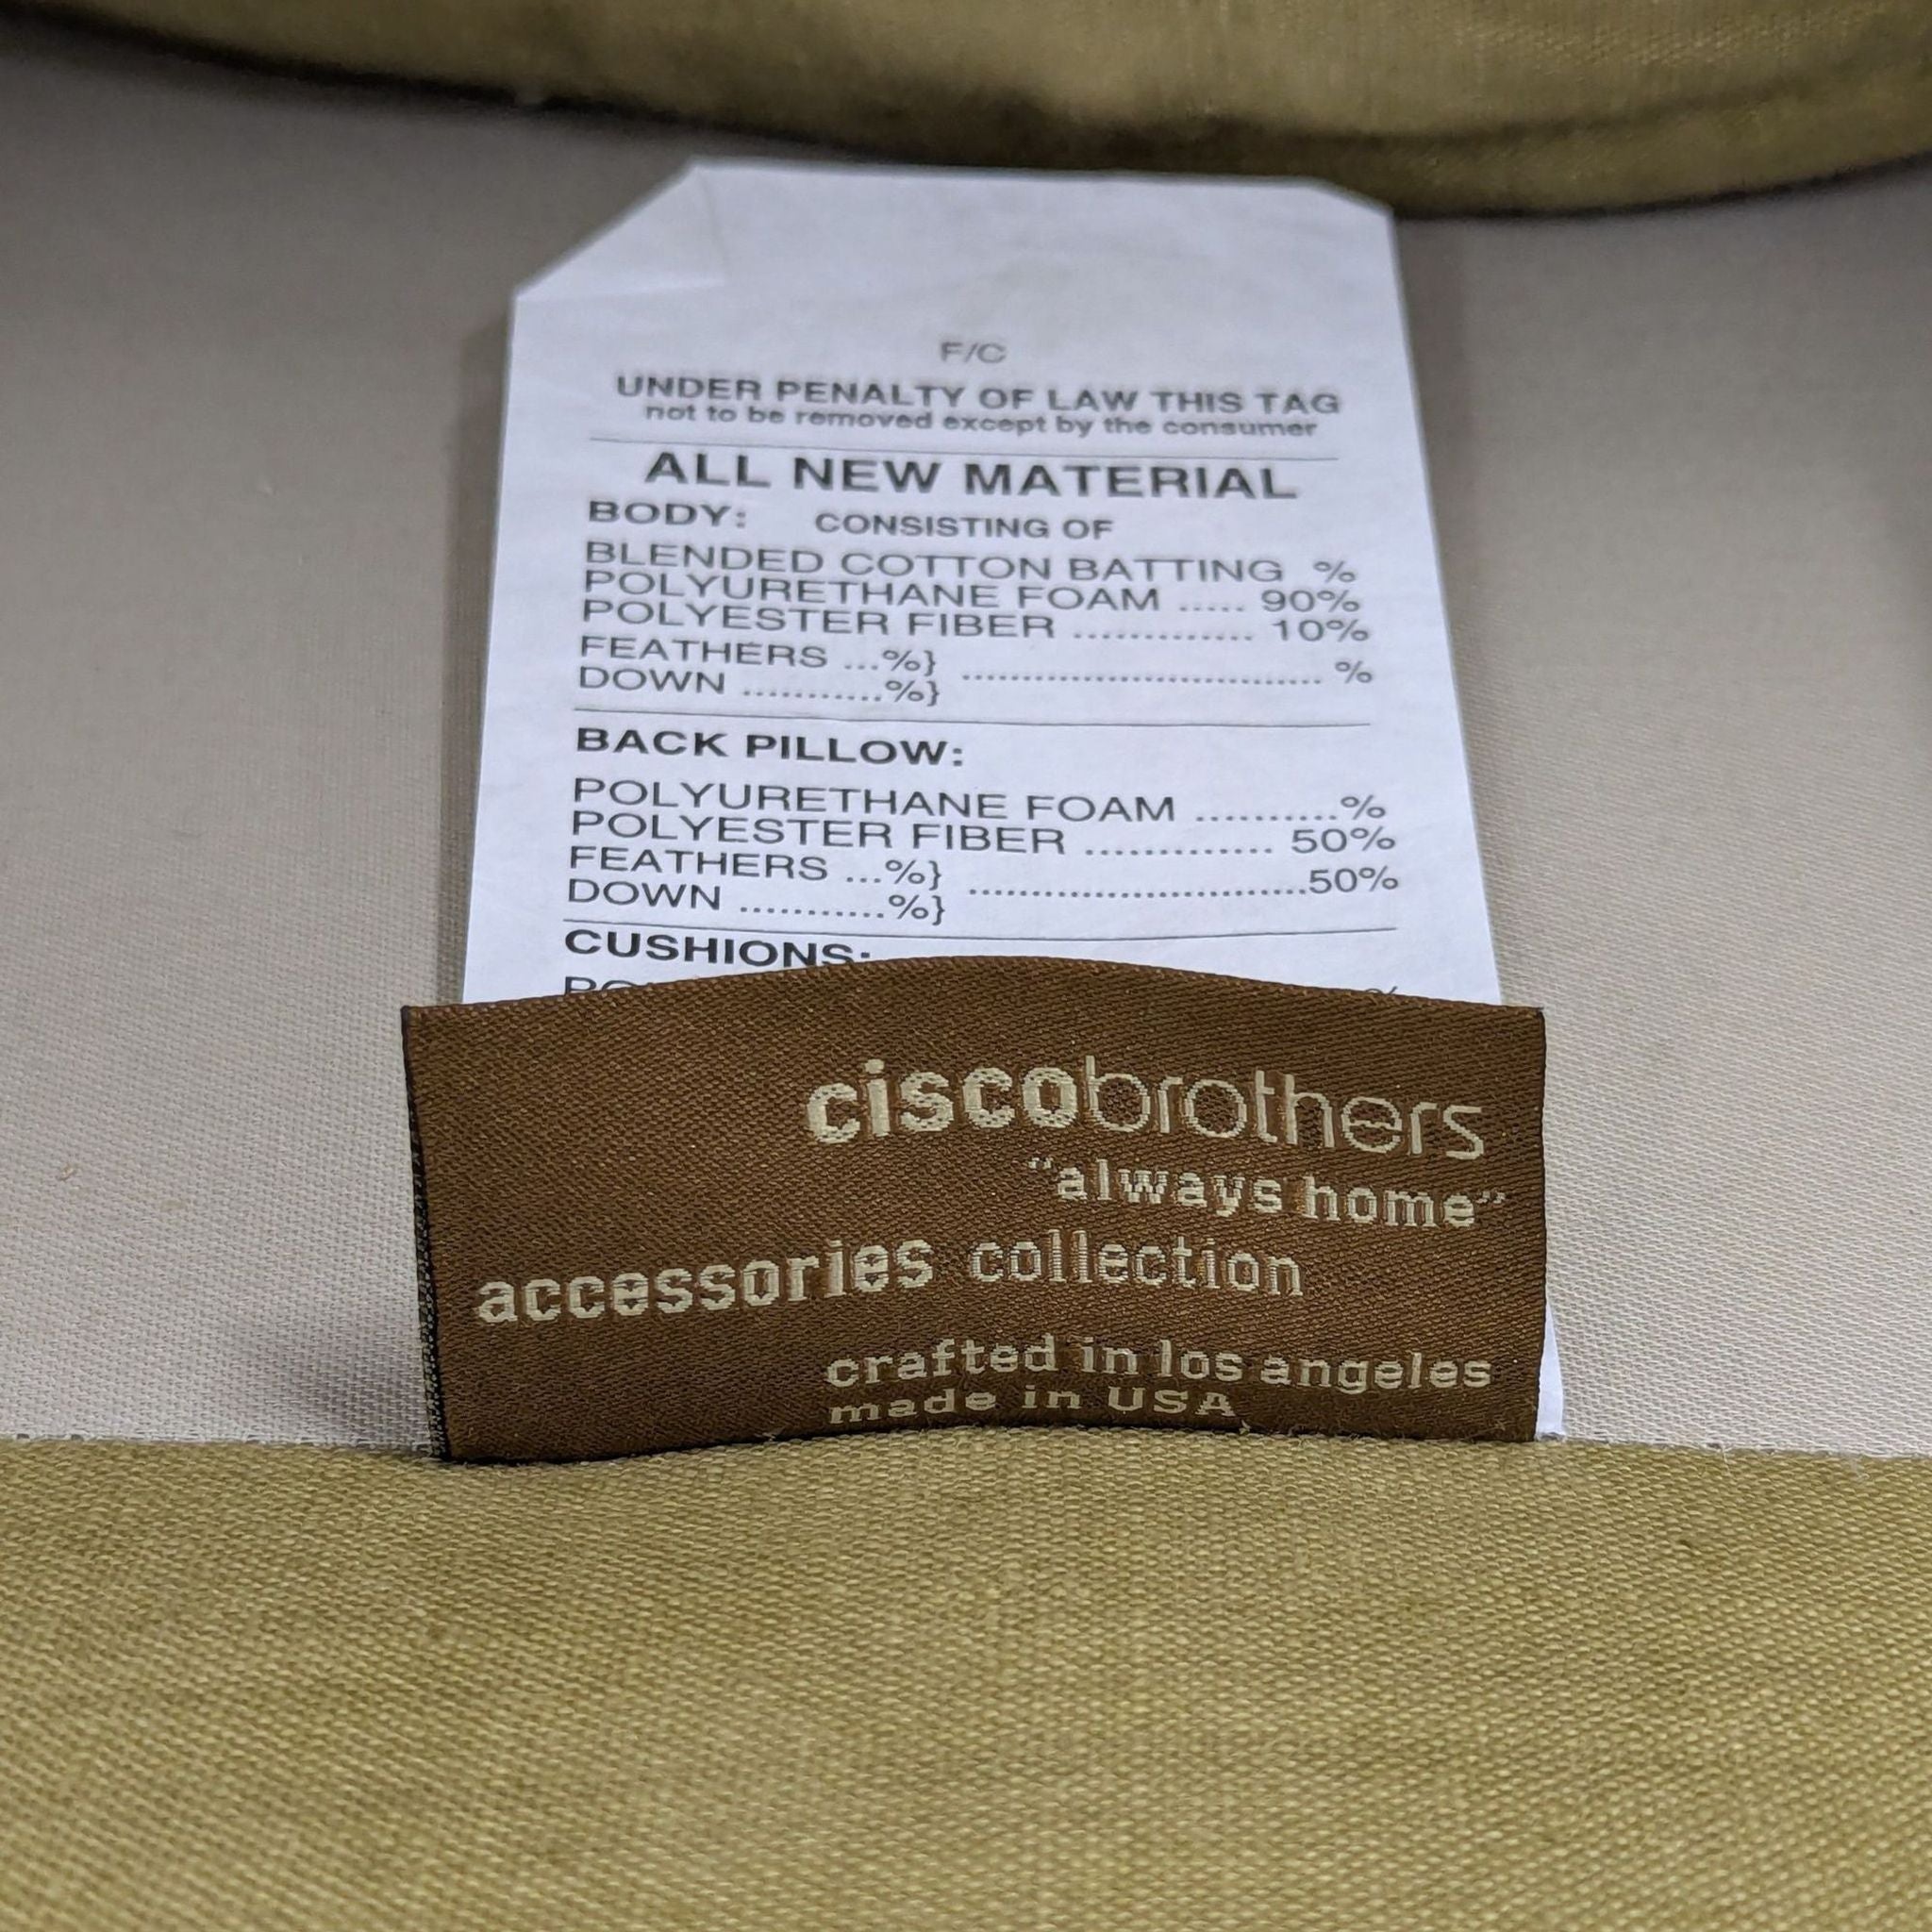 F/C
UNDER PENALTY OF LAW THIS TAG
not to be removed except by the consumer
ALL NEW MATERIAL
BODY: CONSISTING OF
BLENDED COTTON BATTING %
POLYURETHANE FOAM ..... 90%
POLYESTER FIBER ............. 10%
FEATHERS ...%}
DOWN ...........%} ................................. %
BACK PILLOW:
POLYURETHANE FOAM ...........%
POLYESTER FIBER ............. 50%
FEATHERS ...%}
DOWN ...........%} ...............................50%
CUSHIONS:
ciscobrothers
"always home"
accessories collection
crafted in los angeles
made in USA